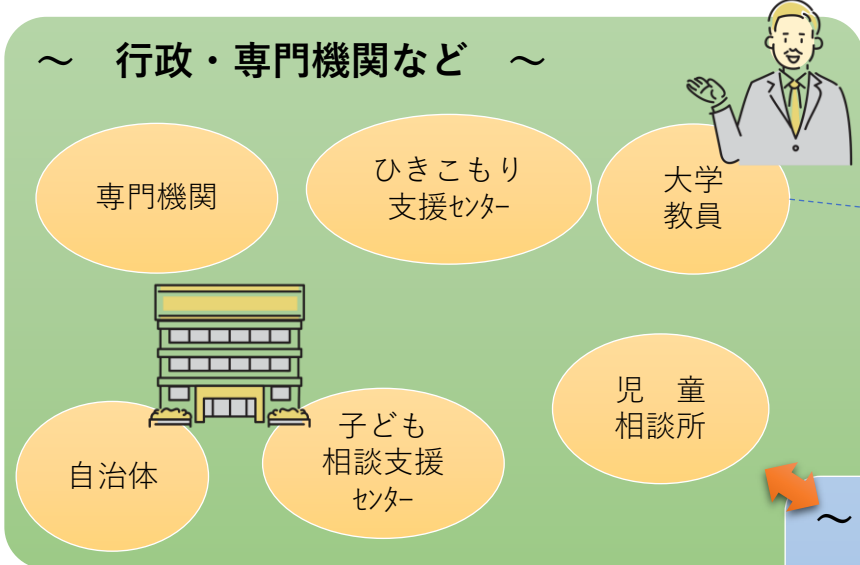 ～　行政・専門機関など　～
専門機関
ひきこもり
支援ｾﾝﾀｰ
大学
教員
児　童
相談所
子ども
相談支援
ｾﾝﾀｰ
自治体
～